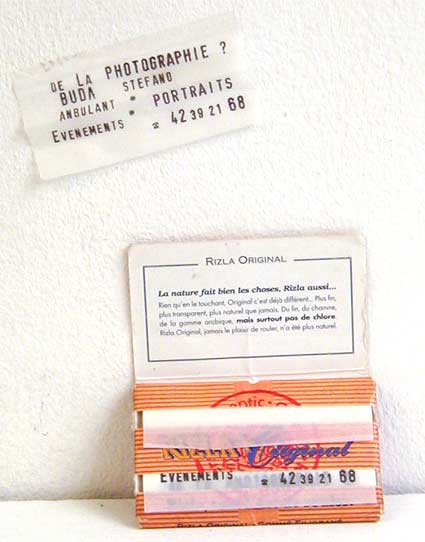 DE LA PHOTOGRAPHIE ?
BUDA STEFANO
AMBULANT * PORTRAITS
EVENEMENTS * ☎ 42 39 21 68
RIZLA ORIGINAL
La nature fait bien les choses, Rizla aussi...
Rien qu'en le touchant, Original c'est déjà différent... Plus fin,
plus transparent, plus naturel que jamais. Du lin, du chanvre,
de la gomme arabique, mais surtout pas de chlore.
Rizla Original, jamais le plaisir de rouler, n'a été plus naturel.
Original
EVENEMENTS ☎ 42 39 21 68
RIZLA ORIGINAL